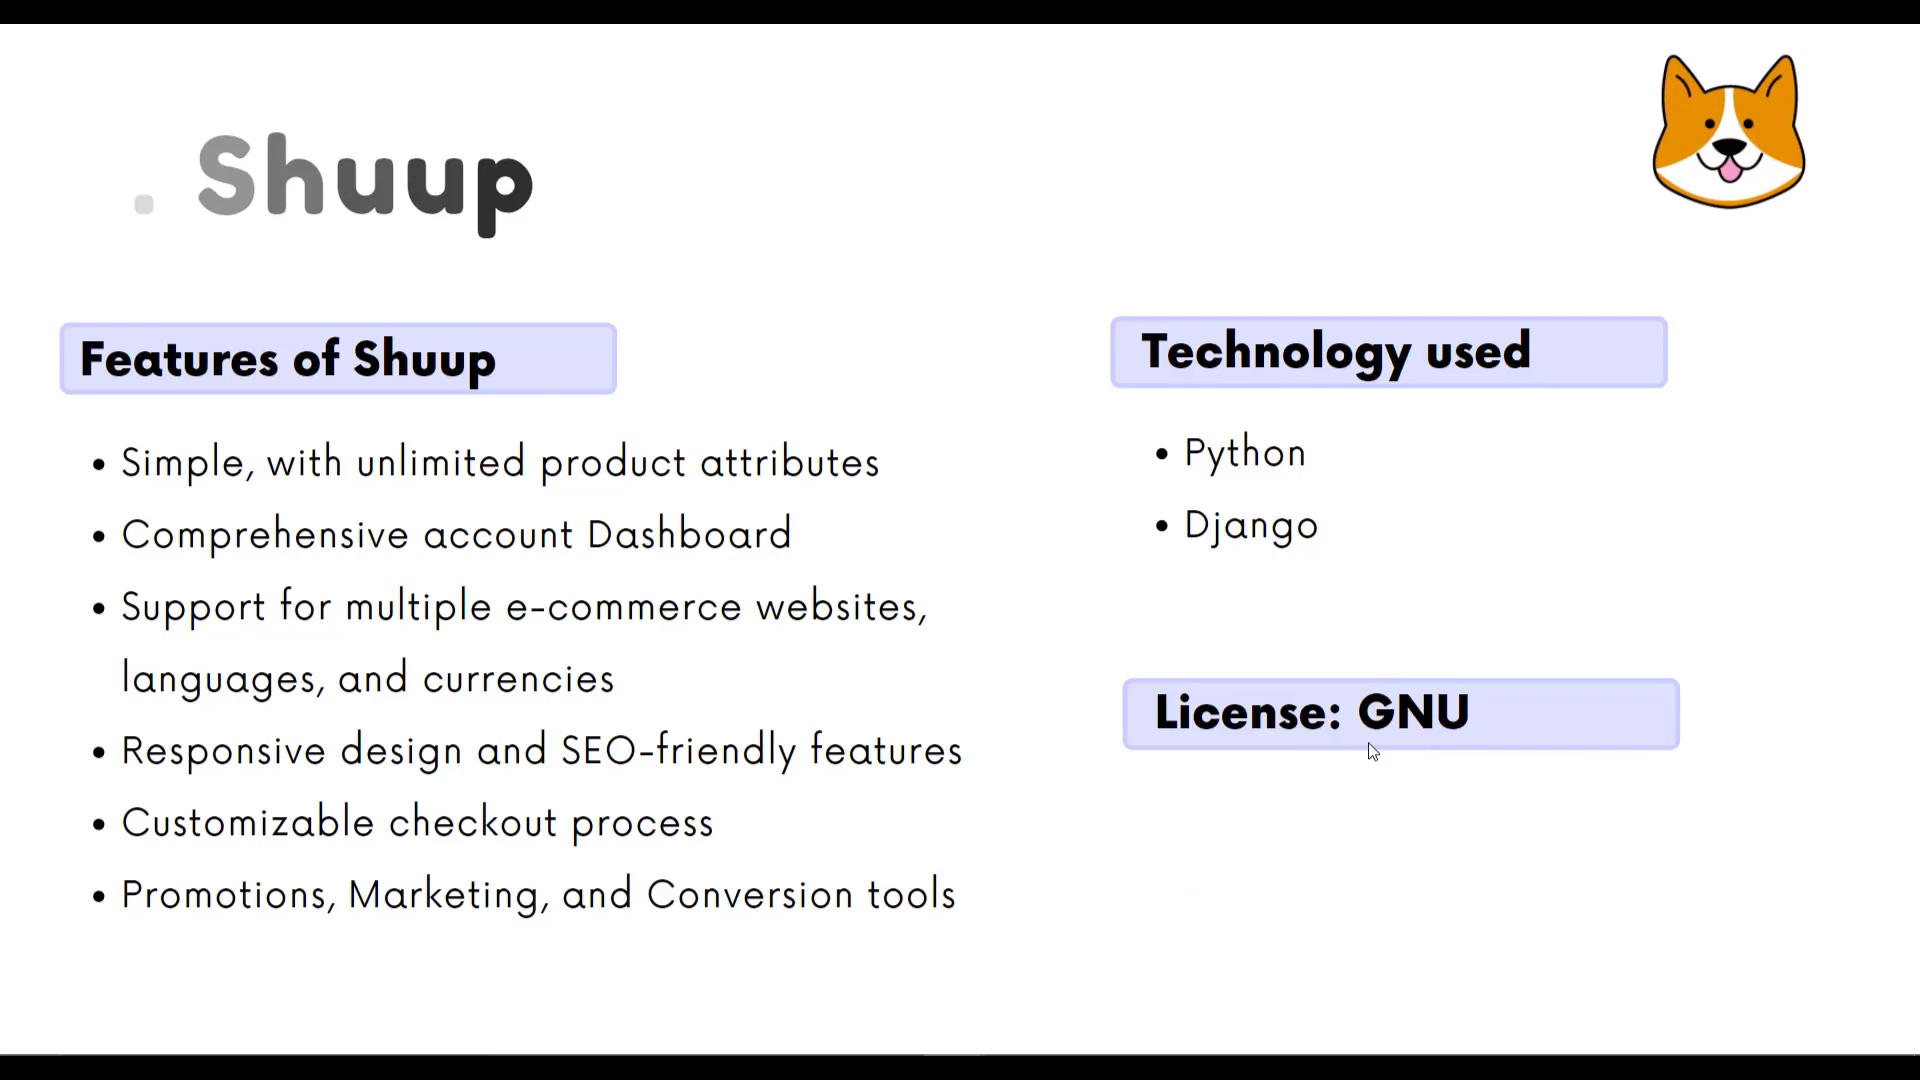 . Shuup
Features of Shuup
• Simple, with unlimited product attributes
• Comprehensive account Dashboard
• Support for multiple e-commerce websites,
languages, and currencies
• Responsive design and SEO-friendly features
• Customizable checkout process
• Promotions, Marketing, and Conversion tools
Technology used
• Python
• Django
License: GNU